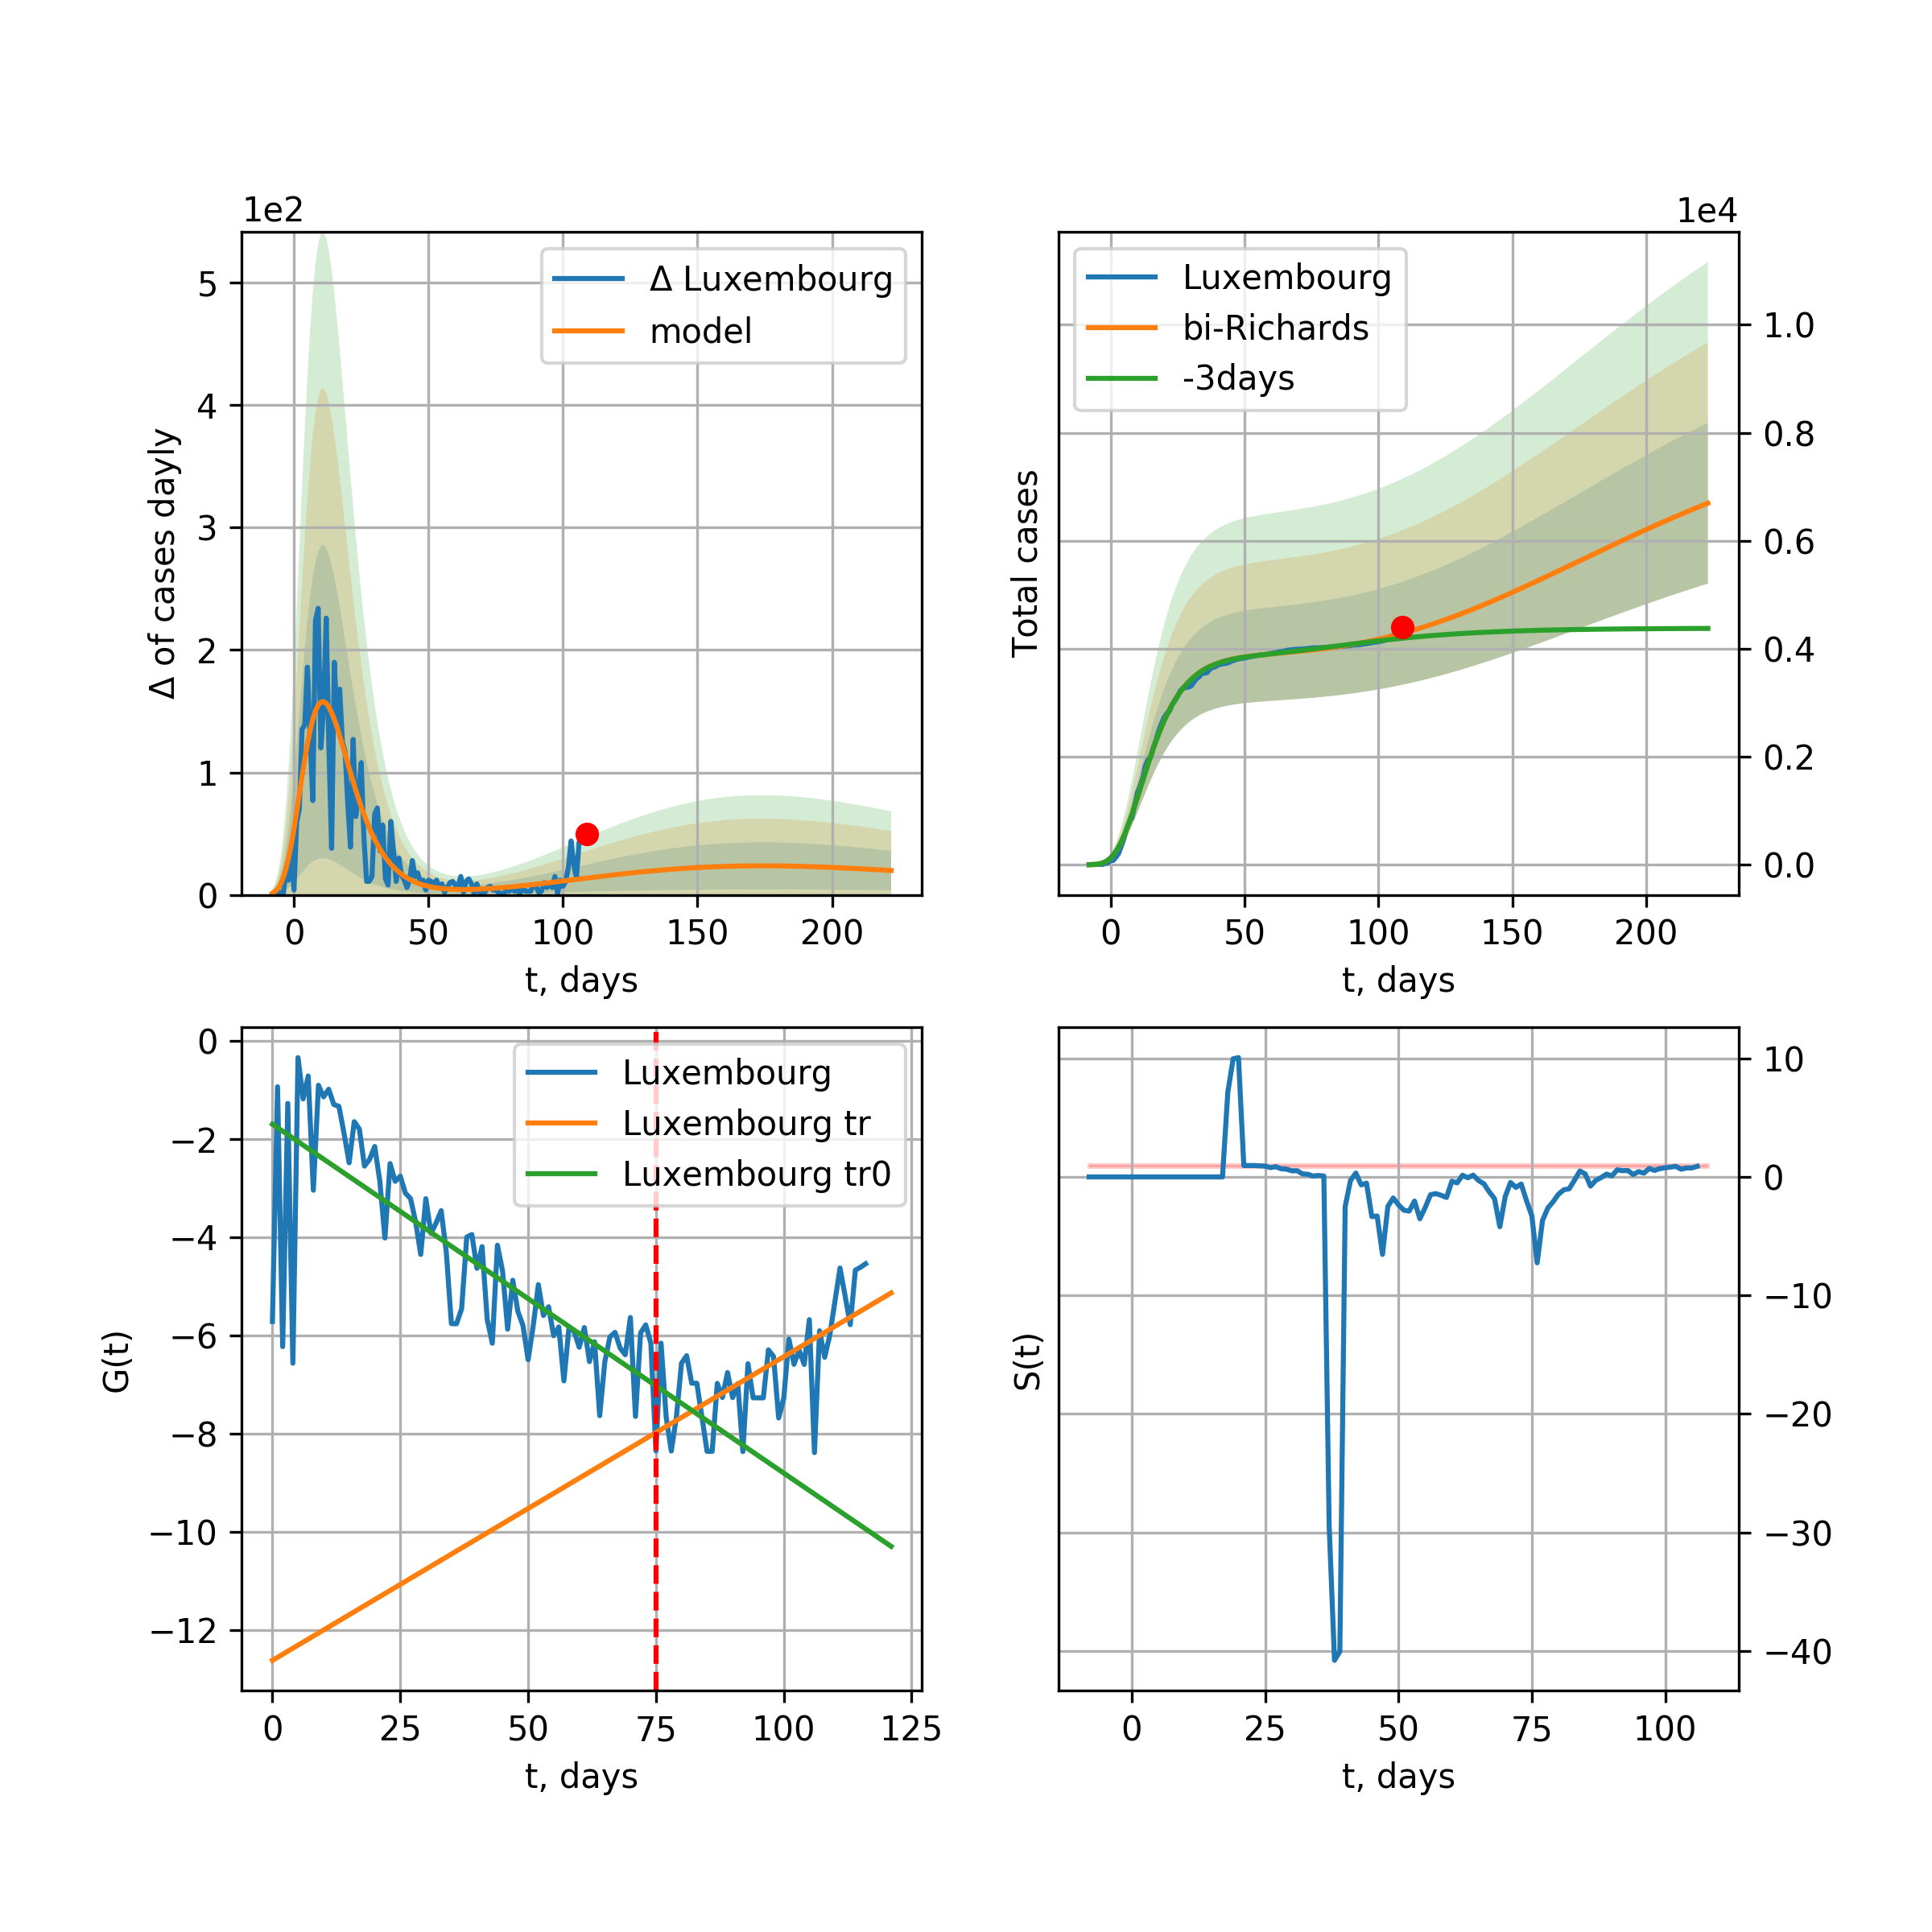 1e2
Δ of cases dayly
5
4
3
2
1
0
Δ Luxembourg
model
0 50 100 150 200
t, days
1e4
Total cases
Luxembourg
bi-Richards
-3days
1.0
0.8
0.6
0.4
0.2
0.0
0 50 100 150 200
t, days
G(t)
0
−2
−4
−6
−8
−10
−12
Luxembourg
Luxembourg tr
Luxembourg tr0
0 25 50 75 100 125
t, days
S(t)
10
0
−10
−20
−30
−40
0 25 50 75 100
t, days